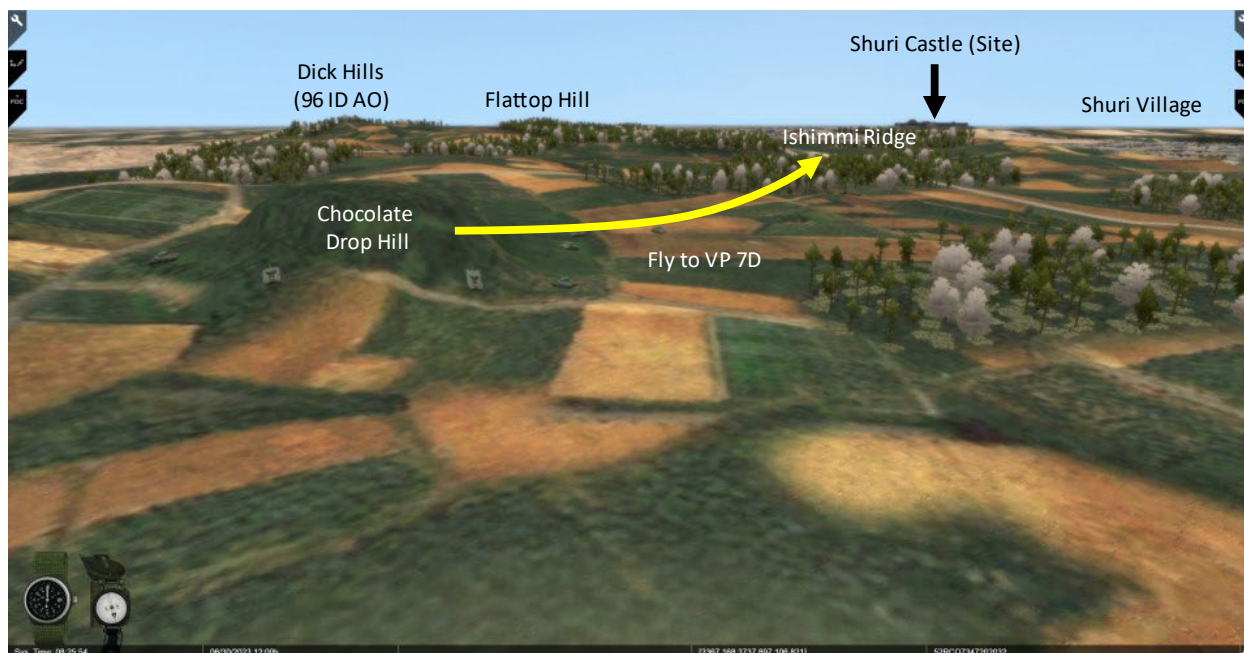 Shuri Castle (Site)
Dick Hills
(96 ID AO)
Flattop Hill
Shuri Village
Ishimmi Ridge
Chocolate
Drop Hill
Fly to VP 7D
FDC